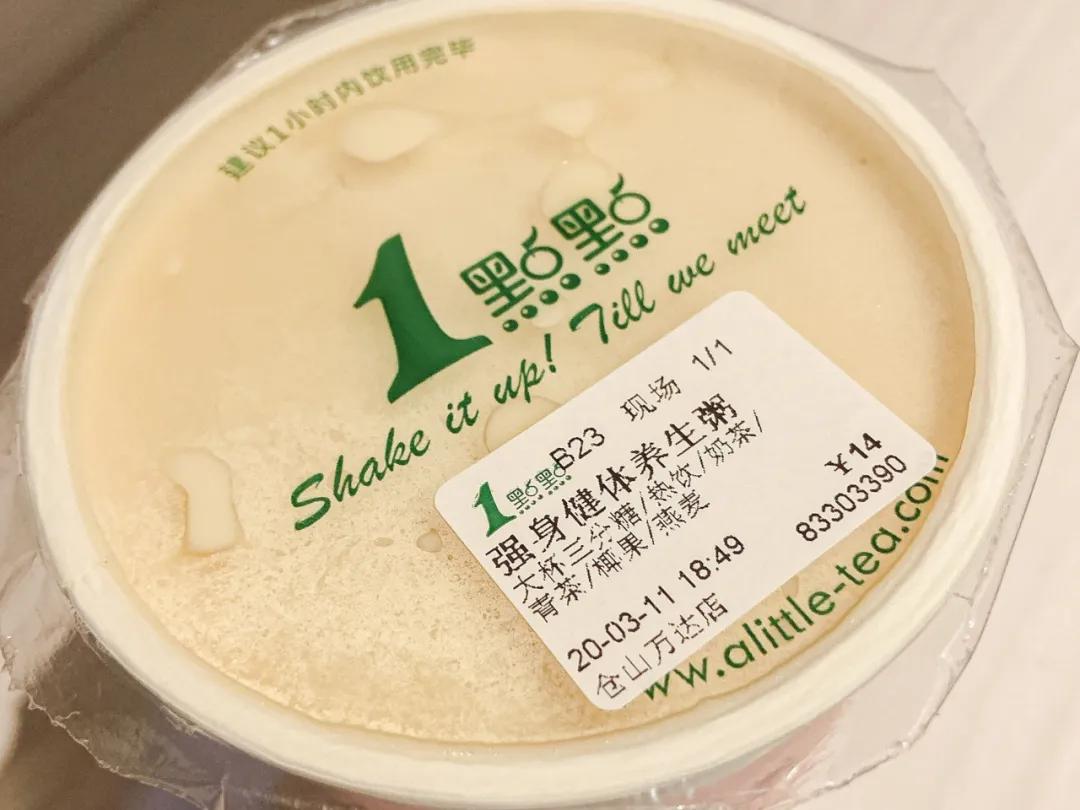 建议1小时内饮用完毕
1點點
Shake it up! Till we meet
1點點 B23 现场 1/1
强身健体养生粥
大杯三分糖/热饮/奶茶/
青茶/椰果/燕麦
¥14
20-03-11 18:49 83303390
仓山万达店
www.alittle-tea.com